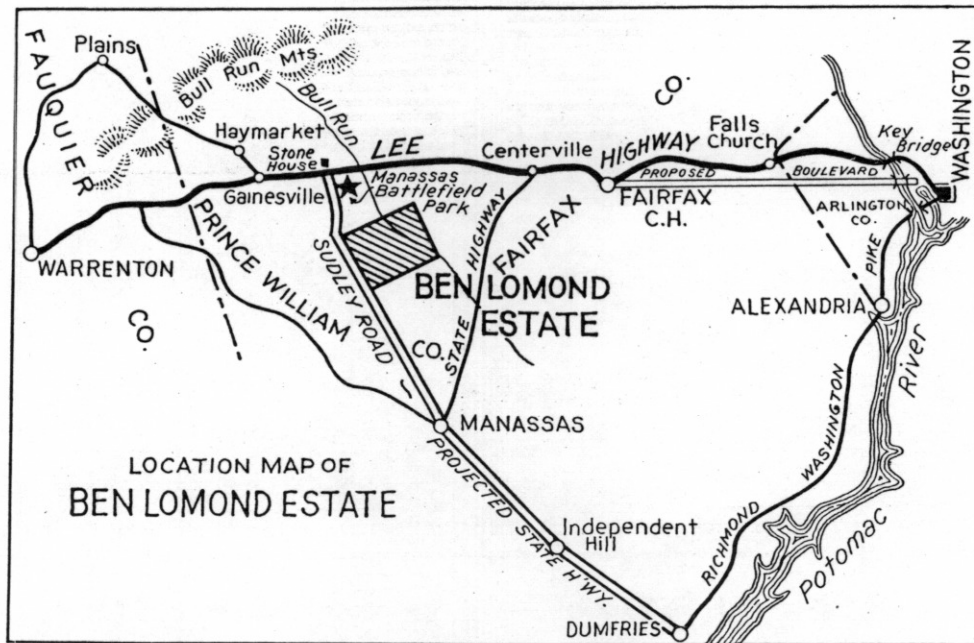 FAUQUIER
CO.
Plains
Bull Run Mts.
Bull Run
Haymarket
Stone
House
Gainesville
LEE
HIGHWAY
Manassas
Battlefield
Park
Centerville
CO.
FAIRFAX
Falls
Church
Key
Bridge
WASHINGTON
PROPOSED
BOULEVARD
FAIRFAX
C.H.
ARLINGTON
CO.
WARRENTON
PRINCE WILLIAM
CO.
SUDLEY ROAD
STATE
HIGHWAY
BEN LOMOND
ESTATE
PIKE
ALEXANDRIA
MANASSAS
LOCATION MAP OF
BEN LOMOND ESTATE
PROJECTED STATE H'WY.
Independent
Hill
RICHMOND
WASHINGTON
Potomac
River
DUMFRIES